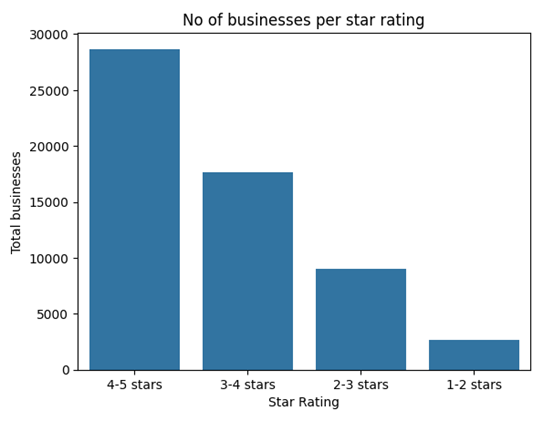 No of businesses per star rating
30000
25000
20000
15000
10000
5000
0
Total businesses
4-5 stars 3-4 stars 2-3 stars 1-2 stars
Star Rating